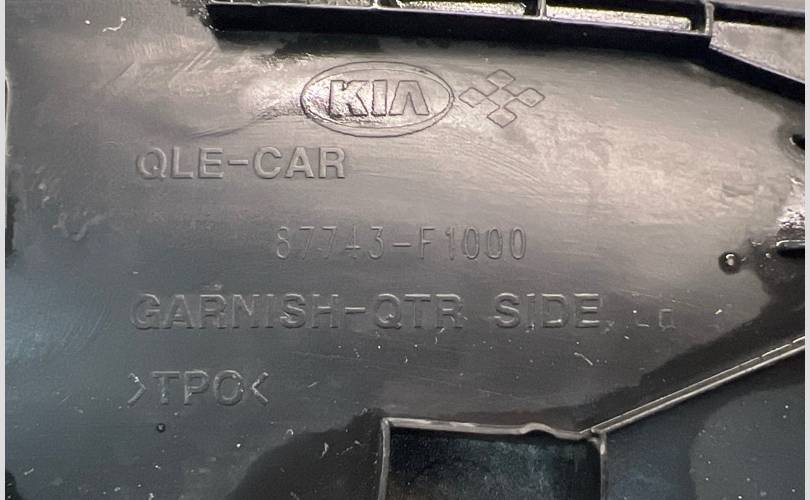 KIA
QLE-CAR
87743-F1000
GARNISH-QTR SIDE,
>TPO<